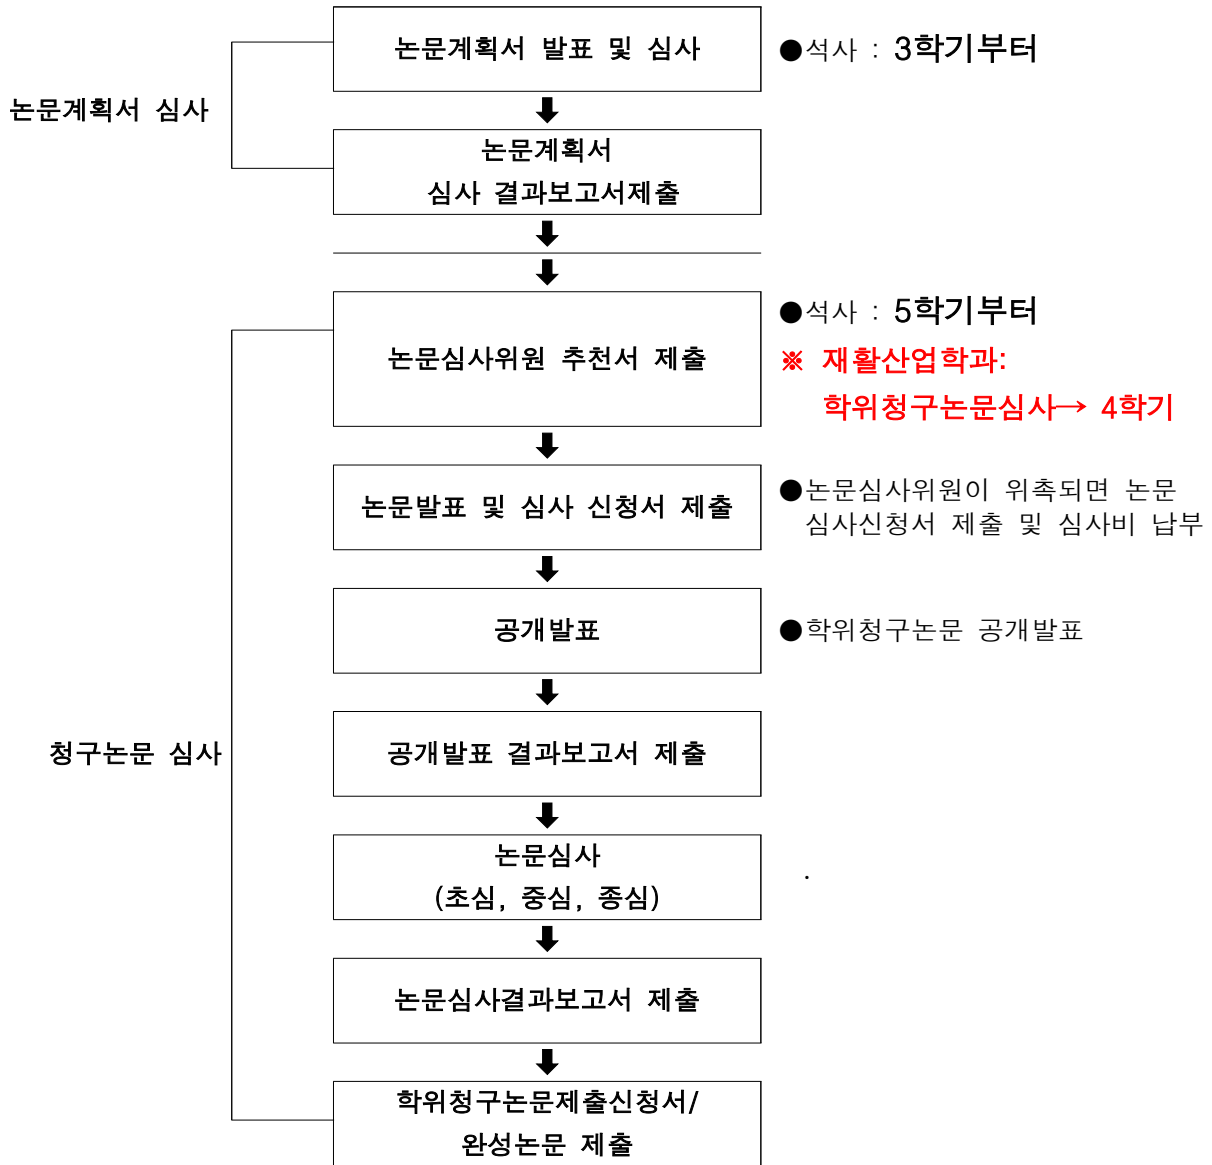 논문계획서 발표 및 심사
●석사 : 3학기부터
논문계획서 심사
논문계획서
심사 결과보고서제출
●석사 : 5학기부터
논문심사위원 추천서 제출
※ 재활산업학과:
학위청구논문심사→ 4학기
논문발표 및 심사 신청서 제출
●논문심사위원이 위촉되면 논문
심사신청서 제출 및 심사비 납부
공개발표
●학위청구논문 공개발표
청구논문 심사
공개발표 결과보고서 제출
논문심사
(초심, 중심, 종심)
.
논문심사결과보고서 제출
학위청구논문제출신청서/
완성논문 제출